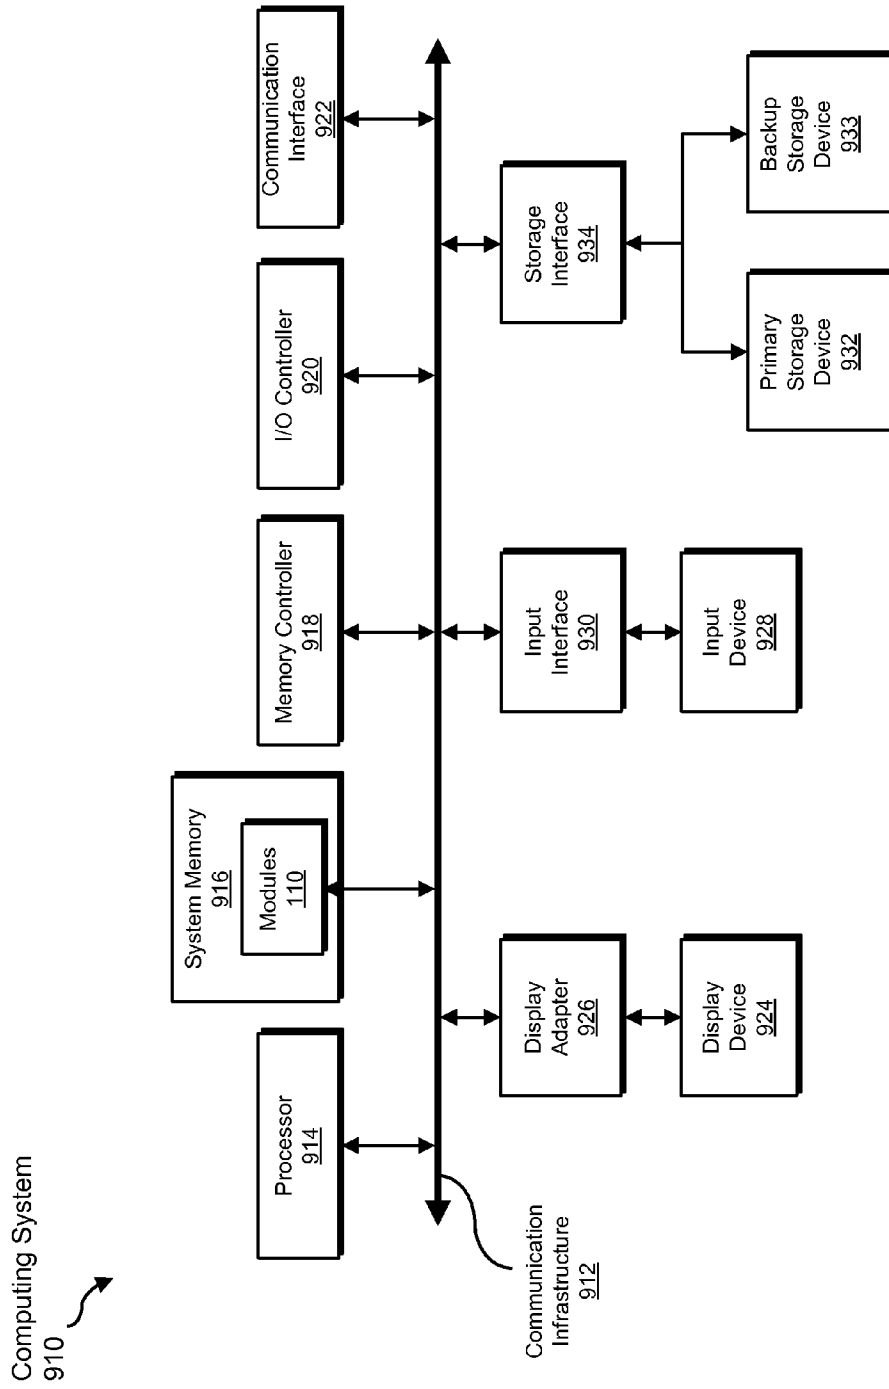 Computing System
910
Processor
914
System Memory
916
Modules
110
Memory Controller
918
I/O Controller
920
Communication
Interface
922
Communication
Infrastructure
912
Display
Adapter
926
Input
Interface
930
Storage
Interface
934
Display
Device
924
Input
Device
928
Primary
Storage
Device
932
Backup
Storage
Device
933